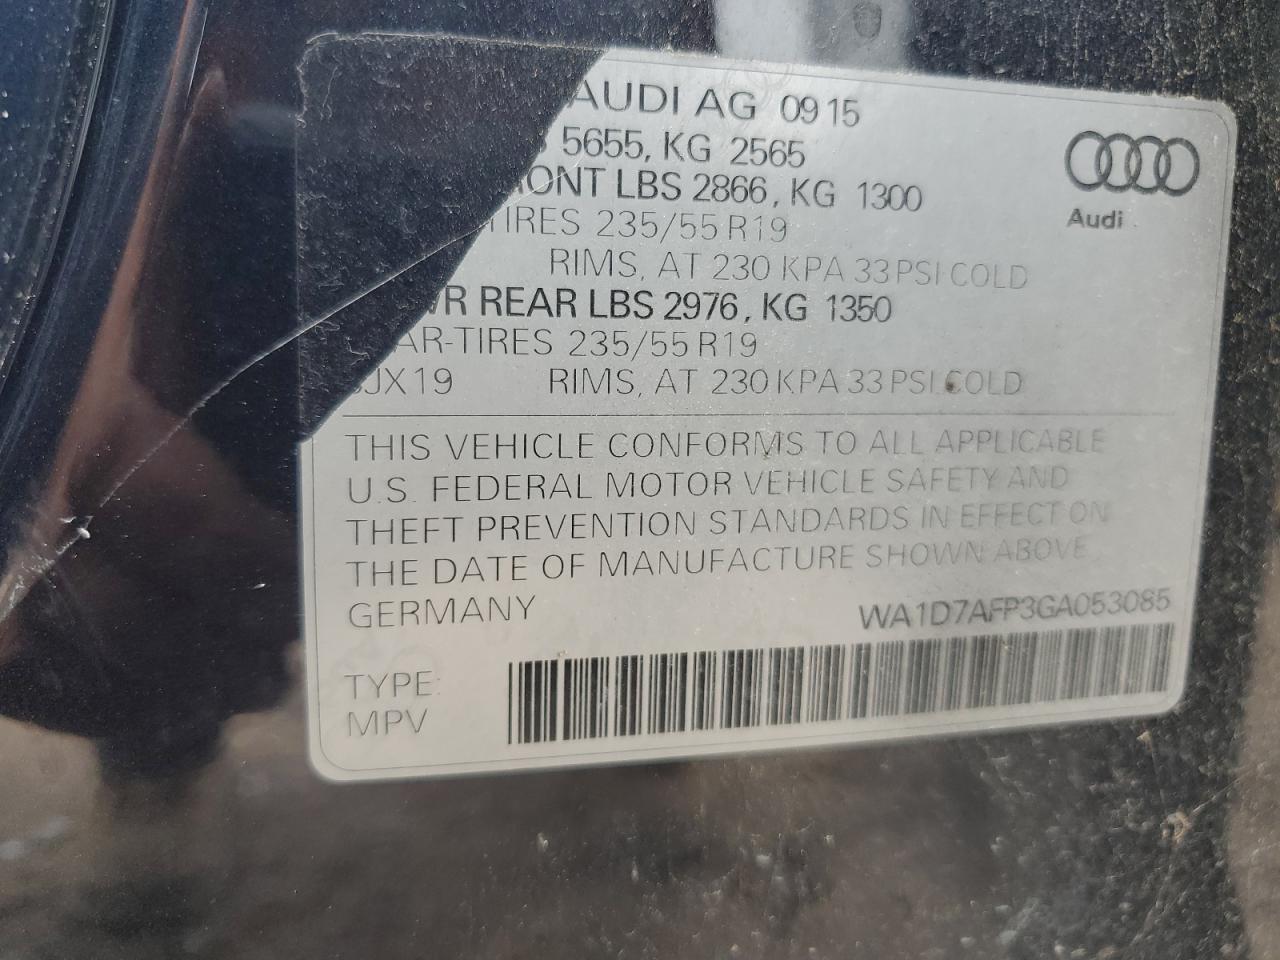 AUDI AG 0915
5655, KG 2565
RONT LBS 2866, KG 1300
TIRES 235/55 R19
RIMS, AT 230 KPA 33 PSI COLD
WR REAR LBS 2976, KG 1350
AR-TIRES 235/55 R19
JX19 RIMS, AT 230 KPA 33 PSI COLD
Audi
THIS VEHICLE CONFORMS TO ALL APPLICABLE
U.S. FEDERAL MOTOR VEHICLE SAFETY AND
THEFT PREVENTION STANDARDS IN EFFECT ON
THE DATE OF MANUFACTURE SHOWN ABOVE
GERMANY WA1D7AFP3GA053085
TYPE:
MPV